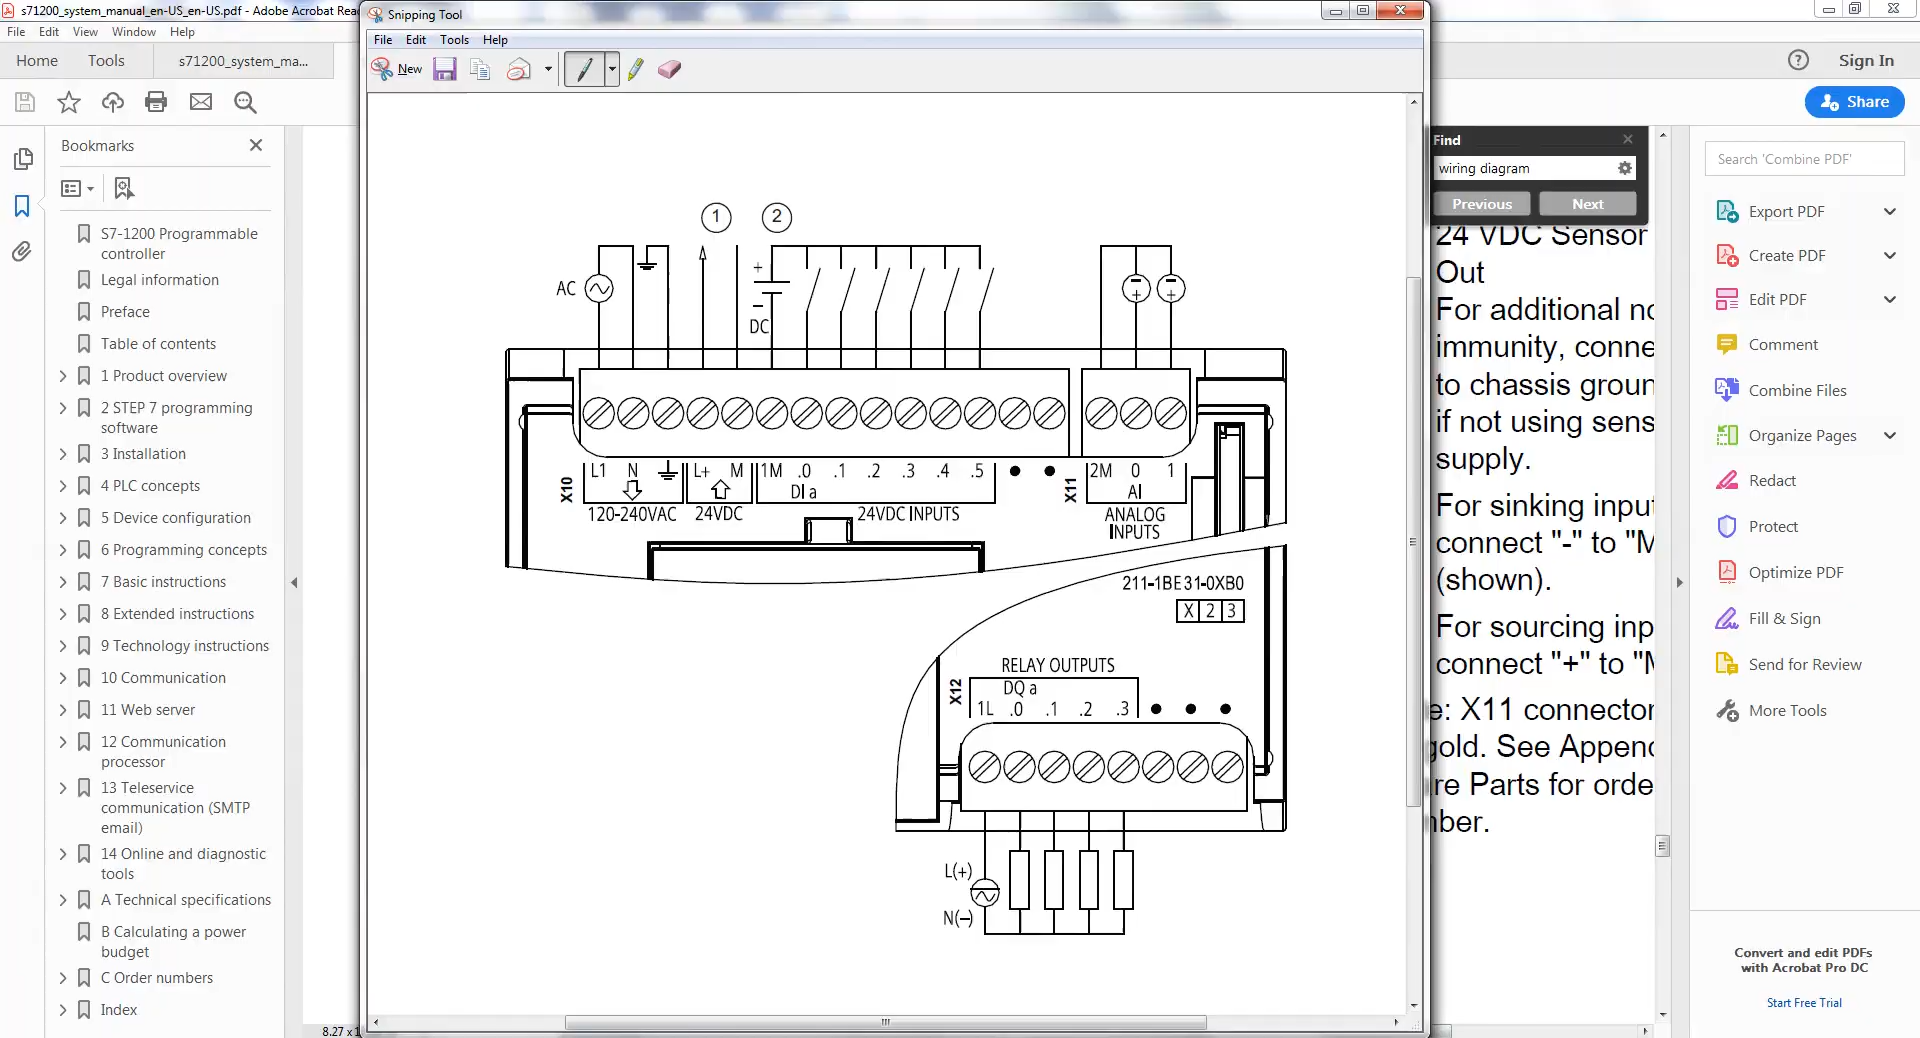 s71200_system_manual_en-US_en-US.pdf - Adobe Acrobat Rea
File Edit View Window Help
Home Tools s71200_system_ma...
Sign In
Share
Snipping Tool
File Edit Tools Help
New
Bookmarks
S7-1200 Programmable
controller
Legal information
Preface
Table of contents
1 Product overview
2 STEP 7 programming
software
3 Installation
4 PLC concepts
5 Device configuration
6 Programming concepts
7 Basic instructions
8 Extended instructions
9 Technology instructions
10 Communication
11 Web server
12 Communication
processor
13 Teleservice
communication (SMTP
email)
14 Online and diagnostic
tools
A Technical specifications
B Calculating a power
budget
C Order numbers
Index
8.27 x 1
1 2
AC
+
−
DC
- -
+ +
L1 N L+ M 1M .0 .1 .2 .3 .4 .5 2M 0 1
X10 DI a X11 AI
120-240VAC 24VDC 24VDC INPUTS ANALOG
INPUTS
211-1BE31-0XB0
X 2 3
RELAY OUTPUTS
X12 DQ a
1L .0 .1 .2 .3
L(+)
N(−)
Find
wiring diagram
Previous Next
24 VDC Sensor
Out
For additional no
immunity, conne
to chassis groun
if not using sens
supply.
For sinking input
connect "-" to "M
(shown).
For sourcing inp
connect "+" to "M
e: X11 connector
gold. See Appen
re Parts for orde
nber.
Search 'Combine PDF'
Export PDF
Create PDF
Edit PDF
Comment
Combine Files
Organize Pages
Redact
Protect
Optimize PDF
Fill & Sign
Send for Review
More Tools
Convert and edit PDFs
with Acrobat Pro DC
Start Free Trial